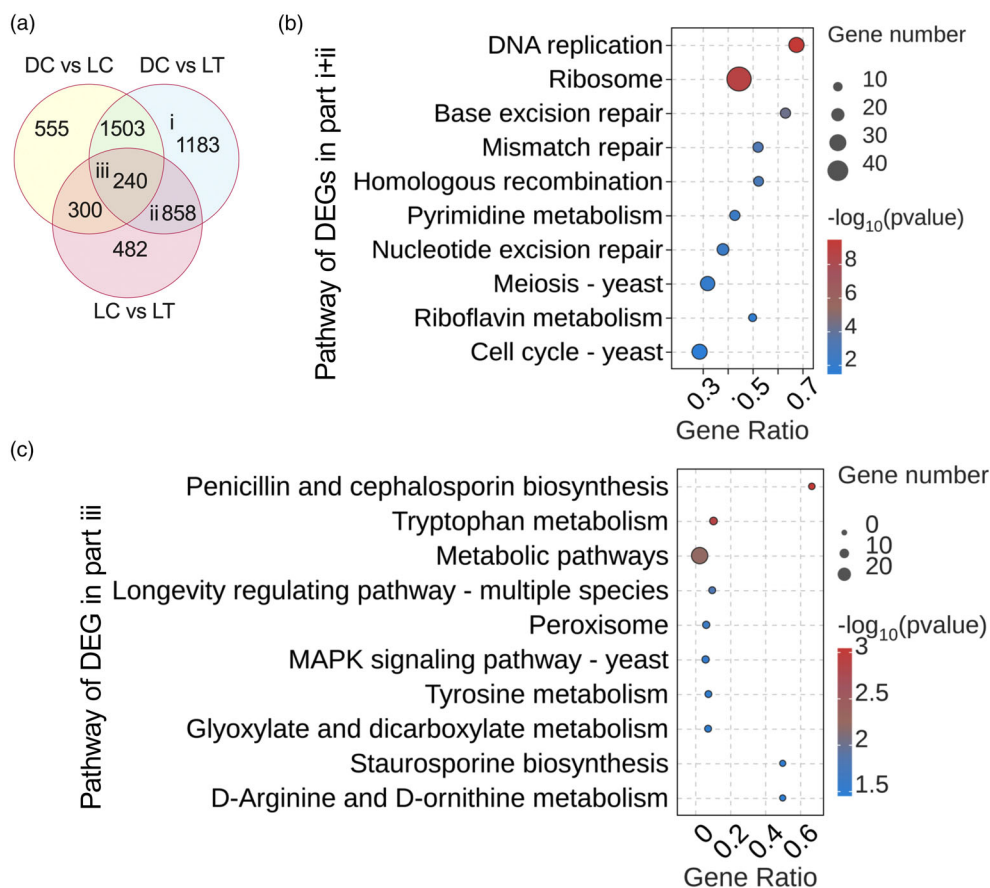 (a)
DC vs LC
DC vs LT
555
1503
i
1183
iii
240
300
ii 858
482
LC vs LT
(b)
Pathway of DEGs in part i+ii
DNA replication
Ribosome
Base excision repair
Mismatch repair
Homologous recombination
Pyrimidine metabolism
Nucleotide excision repair
Meiosis - yeast
Riboflavin metabolism
Cell cycle - yeast
0.3
0.5
0.7
Gene Ratio
Gene number
10
20
30
40
-log10(pvalue)
8
6
4
2
(c)
Pathway of DEG in part iii
Penicillin and cephalosporin biosynthesis
Tryptophan metabolism
Metabolic pathways
Longevity regulating pathway - multiple species
Peroxisome
MAPK signaling pathway - yeast
Tyrosine metabolism
Glyoxylate and dicarboxylate metabolism
Staurosporine biosynthesis
D-Arginine and D-ornithine metabolism
0
0.2
0.4
0.6
Gene Ratio
Gene number
0
10
20
-log10(pvalue)
3
2.5
2
1.5